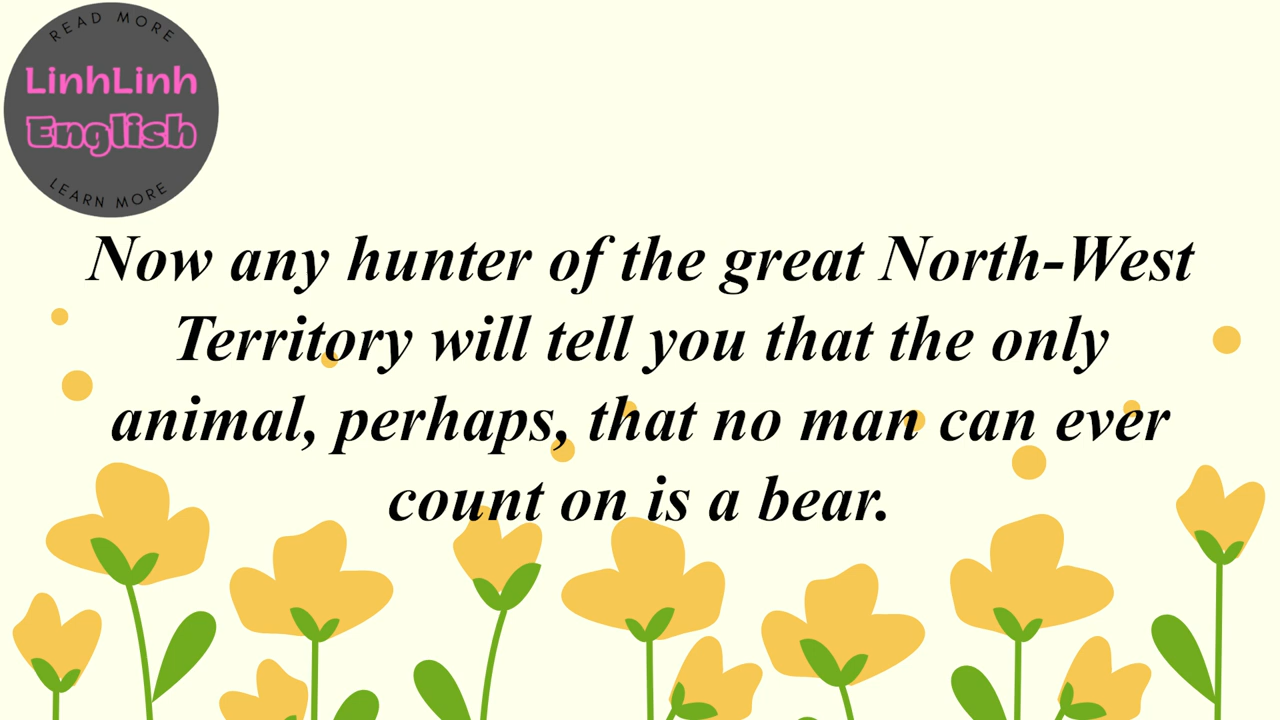 READ MORE
LinhLinh
English
LEARN MORE
Now any hunter of the great North-West
Territory will tell you that the only
animal, perhaps, that no man can ever
count on is a bear.